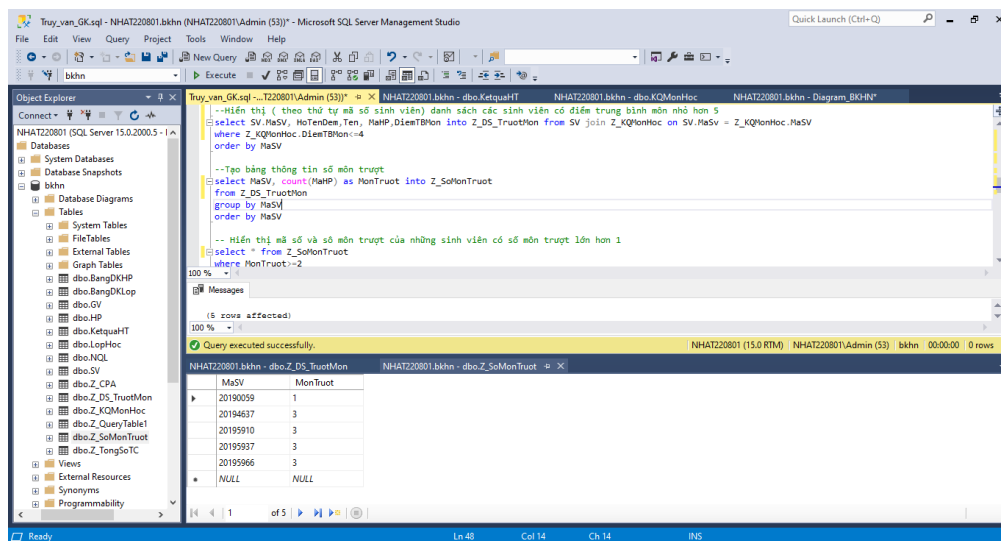 Truy_van_GK.sql - NHAT220801.bkhn (NHAT220801\Admin (53))* - Microsoft SQL Server Management Studio
Quick Launch (Ctrl+Q)
File Edit View Query Project Tools Window Help
New Query
bkhn
Execute
Object Explorer
Connect
NHAT220801 (SQL Server 15.0.2000.5 - l
Databases
System Databases
Database Snapshots
bkhn
Database Diagrams
Tables
System Tables
FileTables
External Tables
Graph Tables
dbo.BangDKHP
dbo.BangDKLop
dbo.GV
dbo.HP
dbo.KetquaHT
dbo.LopHoc
dbo.NQL
dbo.SV
dbo.Z_CPA
dbo.Z_DS_TruotMon
dbo.Z_KQMonHoc
dbo.Z_QueryTable1
dbo.Z_SoMonTruot
dbo.Z_TongSoTC
Views
External Resources
Synonyms
Programmability
Truy_van_GK.sql -...T220801\Admin (53))* NHAT220801.bkhn - dbo.KetquaHT NHAT220801.bkhn - dbo.KQMonHoc NHAT220801.bkhn - Diagram_BKHN*
--Hiển thị ( theo thứ tự mã số sinh viên) danh sách các sinh viên có điểm trung bình môn nhỏ hơn 5
select SV.MaSV, HoTenDem,Ten, MaHP,DiemTBMon into Z_DS_TruotMon from SV join Z_KQMonHoc on SV.MaSv = Z_KQMonHoc.MaSV
where Z_KQMonHoc.DiemTBMon<=4
order by MaSV
--Tạo bảng thông tin số môn trượt
select MaSV, count(MaHP) as MonTruot into Z_SoMonTruot
from Z_DS_TruotMon
group by MaSV
order by MaSV
-- Hiển thị mã số và sô môn trượt của những sinh viên có số môn trượt lớn hơn 1
select * from Z_SoMonTruot
where MonTruot>=2
100 %
Messages
(5 rows affected)
100 %
Query executed successfully. NHAT220801 (15.0 RTM) NHAT220801\Admin (53) bkhn 00:00:00 0 rows
NHAT220801.bkhn - dbo.Z_DS_TruotMon NHAT220801.bkhn - dbo.Z_SoMonTruot
MaSV MonTruot
20190059 1
20194637 3
20195910 3
20195937 3
20195966 3
NULL NULL
1 of 5
Ready Ln 48 Col 14 Ch 14 INS